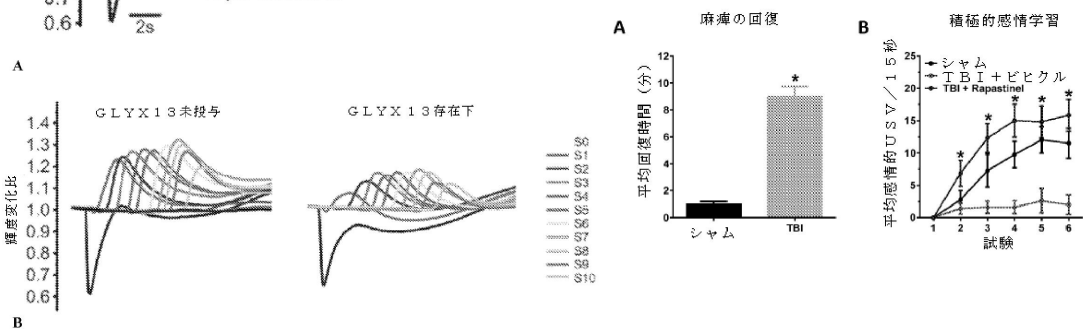 0.7
0.6
2s
A
GLYX13未投与
GLYX13存在下
輝度変化比
1.4
1.3
1.2
1.1
1.0
0.9
0.8
0.7
0.6
S0
S1
S2
S3
S4
S5
S6
S7
S8
S9
S10
B
A
麻痺の回復
平均回復時間（分）
12
10
8
6
4
2
0
*
シャム
TBI
B
積極的感情学習
平均感情的USV／15秒
25
20
15
10
5
0
シャム
TBI＋ビヒクル
TBI + Rapastinel
* * * * *
1 2 3 4 5 6
試験